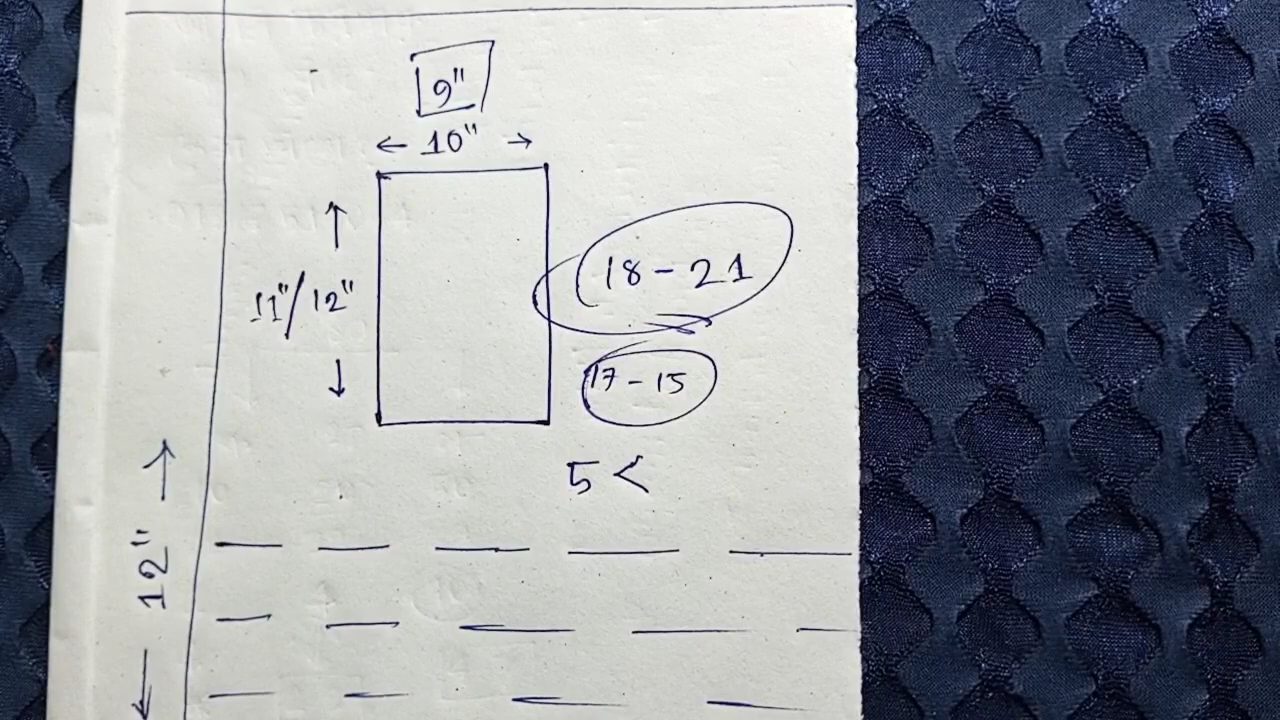 9"
← 10" →
18 - 21
11"/12"
17 - 15
5 <
← 12" →